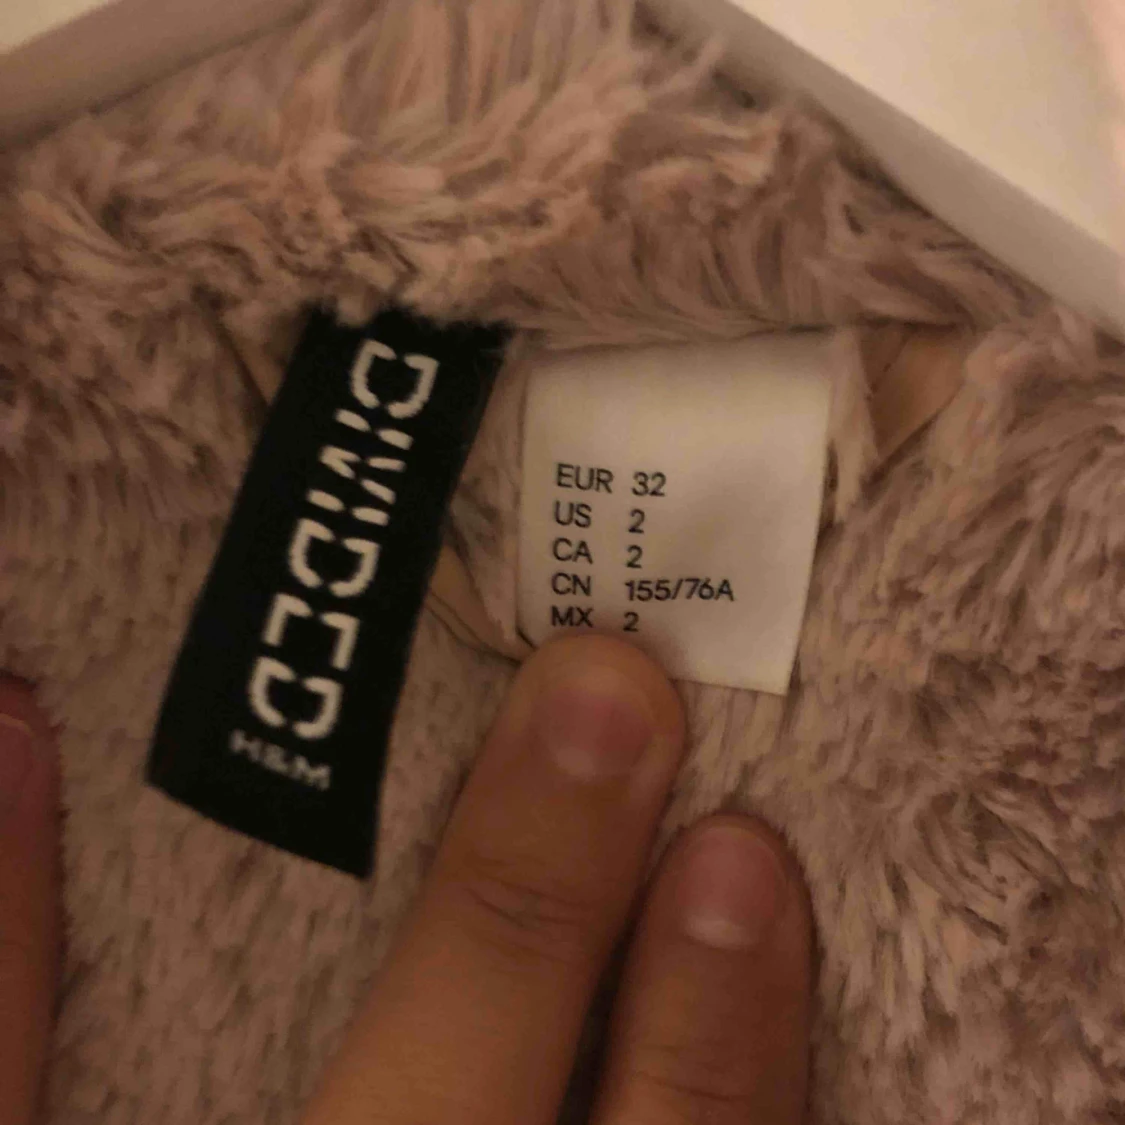 DIVIDED
H&M
EUR 32
US 2
CA 2
CN 155/76A
MX 2